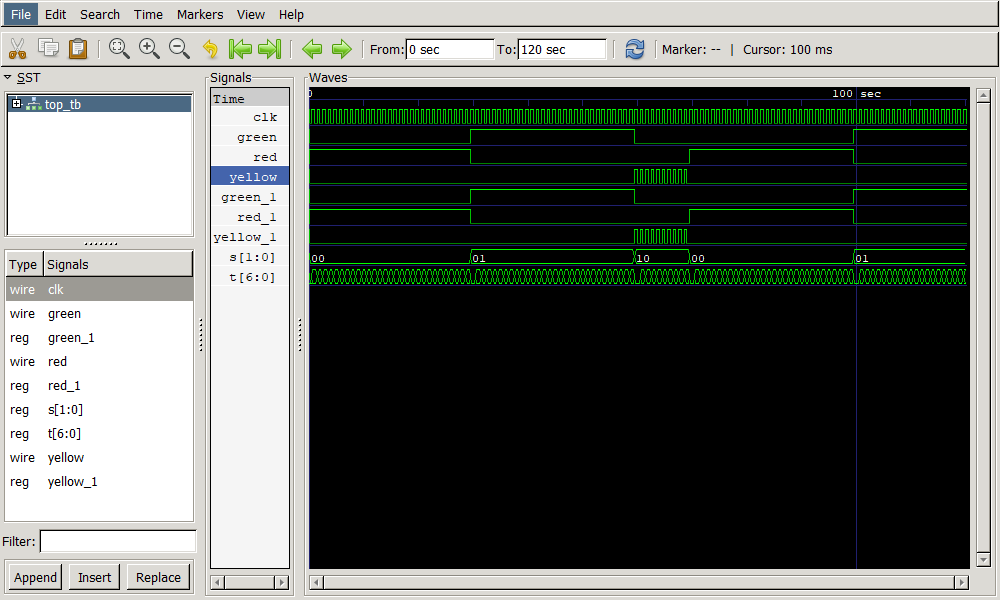 File Edit Search Time Markers View Help
From: 0 sec To: 120 sec Marker: -- | Cursor: 100 ms
SST
top_tb
Type Signals
wire clk
wire green
reg green_1
wire red
reg red_1
reg s[1:0]
reg t[6:0]
wire yellow
reg yellow_1
Filter:
Append Insert Replace
Signals
Time
clk
green
red
yellow
green_1
red_1
yellow_1
s[1:0]
t[6:0]
Waves
0 100 sec
00 01 10 00 01